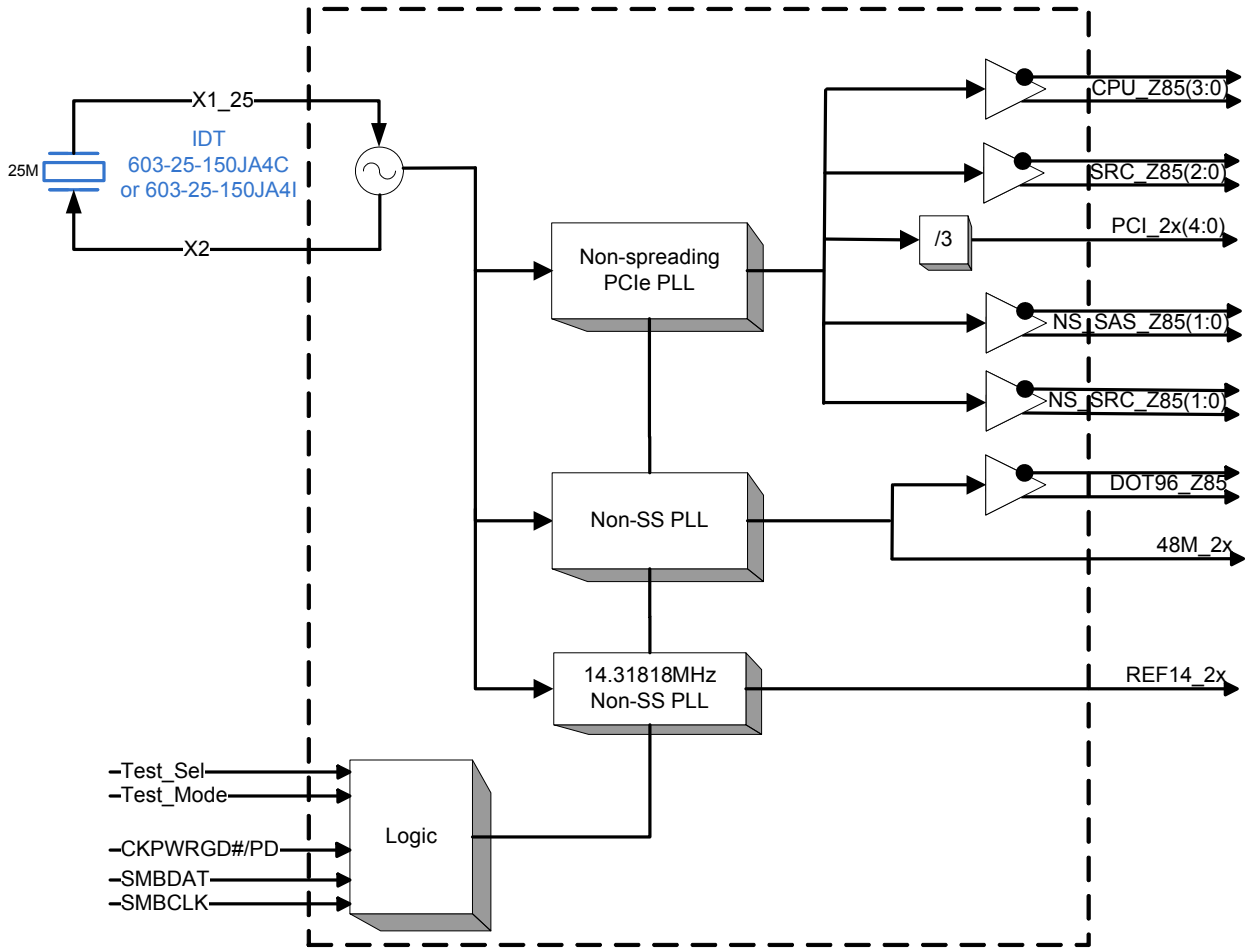 X1_25
IDT
603-25-150JA4C
or 603-25-150JA4I
25M
X2
Non-spreading
PCIe PLL
/3
CPU_Z85(3:0)
SRC_Z85(2:0)
PCI_2x(4:0)
NS_SAS_Z85(1:0)
NS_SRC_Z85(1:0)
Non-SS PLL
DOT96_Z85
48M_2x
14.31818MHz
Non-SS PLL
REF14_2x
Test_Sel
Test_Mode
CKPWRGD#/PD
SMBDAT
SMBCLK
Logic